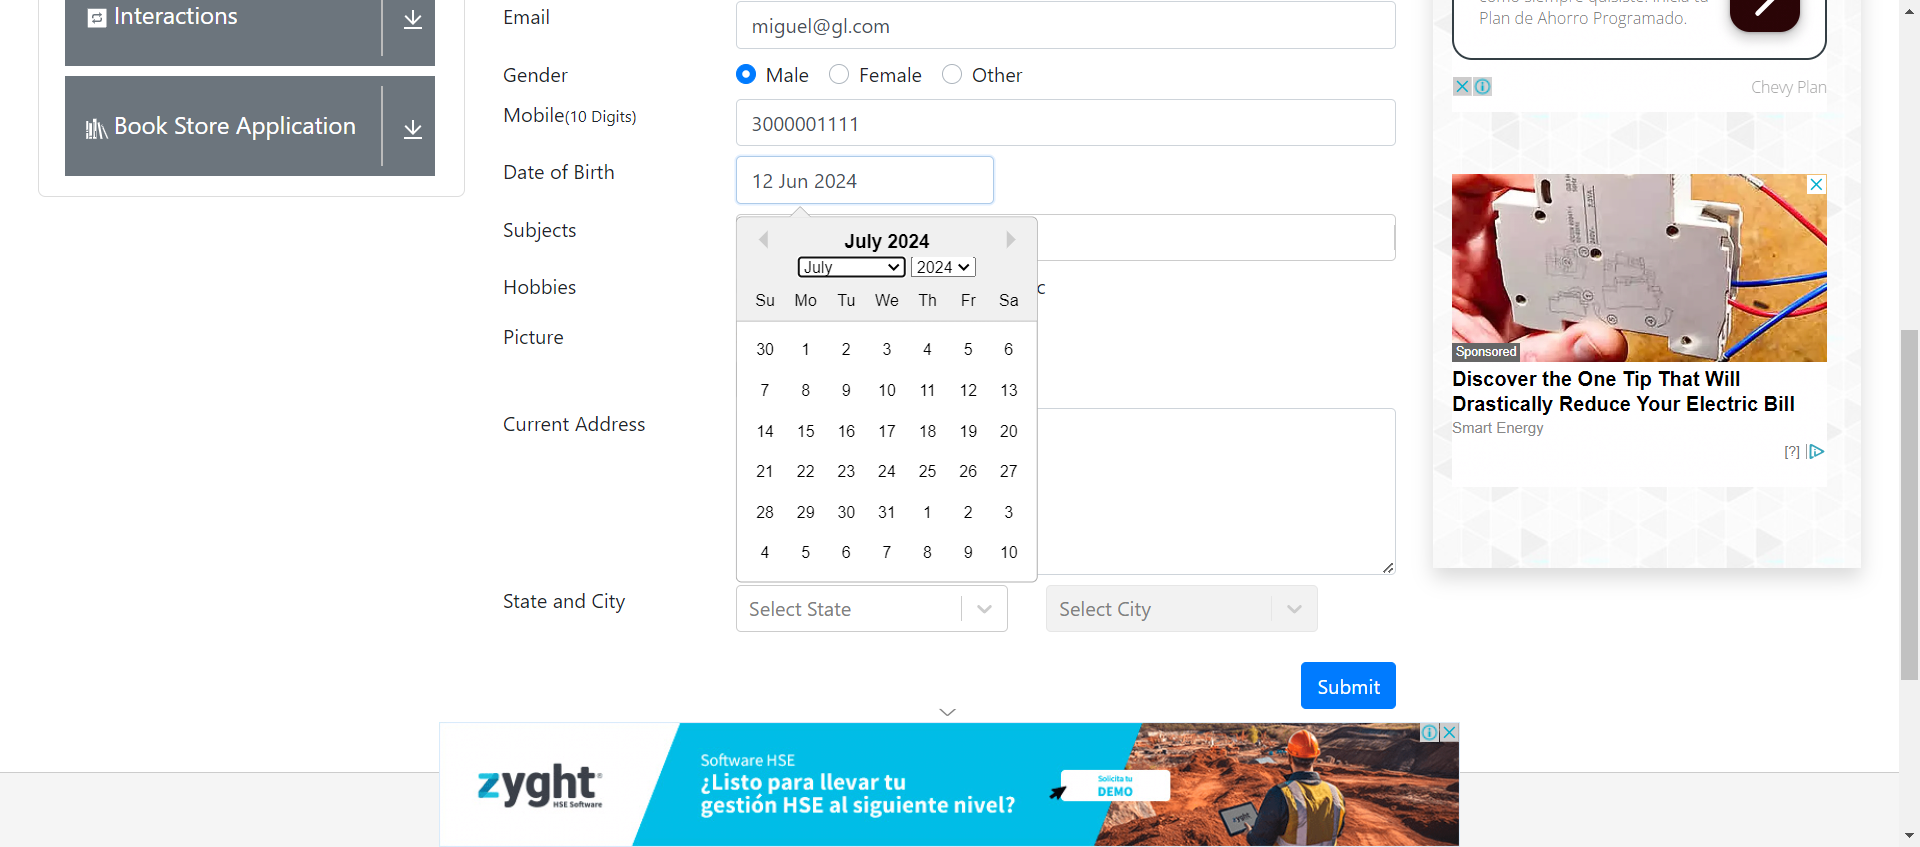 Interactions
Book Store Application
Email
miguel@gl.com
Gender
Male
Female
Other
Mobile(10 Digits)
3000001111
Date of Birth
12 Jun 2024
Subjects
July 2024
July
2024
Su Mo Tu We Th Fr Sa
30 1 2 3 4 5 6
7 8 9 10 11 12 13
14 15 16 17 18 19 20
21 22 23 24 25 26 27
28 29 30 31 1 2 3
4 5 6 7 8 9 10
Hobbies
c
Picture
Current Address
State and City
Select State
Select City
Submit
Plan de Ahorro Programado.
Chevy Plan
Sponsored
Discover the One Tip That Will
Drastically Reduce Your Electric Bill
Smart Energy
[?]
zyght
HSE Software
Software HSE
¿Listo para llevar tu
gestión HSE al siguiente nivel?
Solicita tu
DEMO